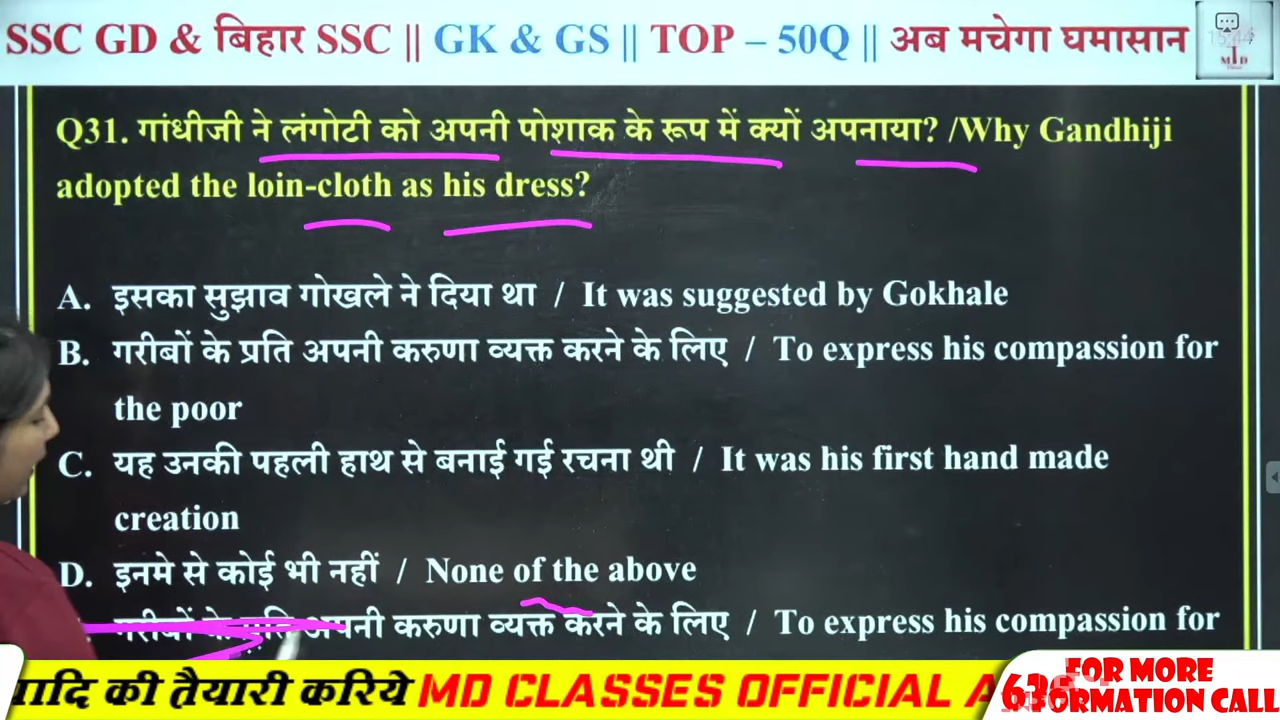 SSC GD & बिहार SSC || GK & GS || TOP – 50Q || अब मचेगा घमासान
Q31. गांधीजी ने लंगोटी को अपनी पोशाक के रूप में क्यों अपनाया? /Why Gandhiji
adopted the loin-cloth as his dress?
A. इसका सुझाव गोखले ने दिया था / It was suggested by Gokhale
B. गरीबों के प्रति अपनी करुणा व्यक्त करने के लिए / To express his compassion for
the poor
C. यह उनकी पहली हाथ से बनाई गई रचना थी / It was his first hand made
creation
D. इनमे से कोई भी नहीं / None of the above
गरीबों के प्रति अपनी करुणा व्यक्त करने के लिए / To express his compassion for
की तैयारी करिये MD CLASSES OFFICIAL
FOR MORE
CALL